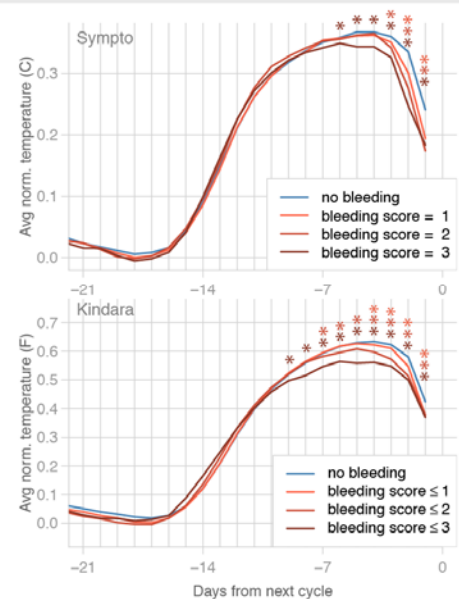 Sympto
Avg norm. temperature (C)
0.3
0.2
0.1
0.0
no bleeding
bleeding score = 1
bleeding score = 2
bleeding score = 3
−21
−14
−7
0
Kindara
Avg norm. temperature (F)
0.7
0.6
0.5
0.4
0.3
0.2
0.1
0.0
no bleeding
bleeding score ≤ 1
bleeding score ≤ 2
bleeding score ≤ 3
−21
−14
−7
0
Days from next cycle